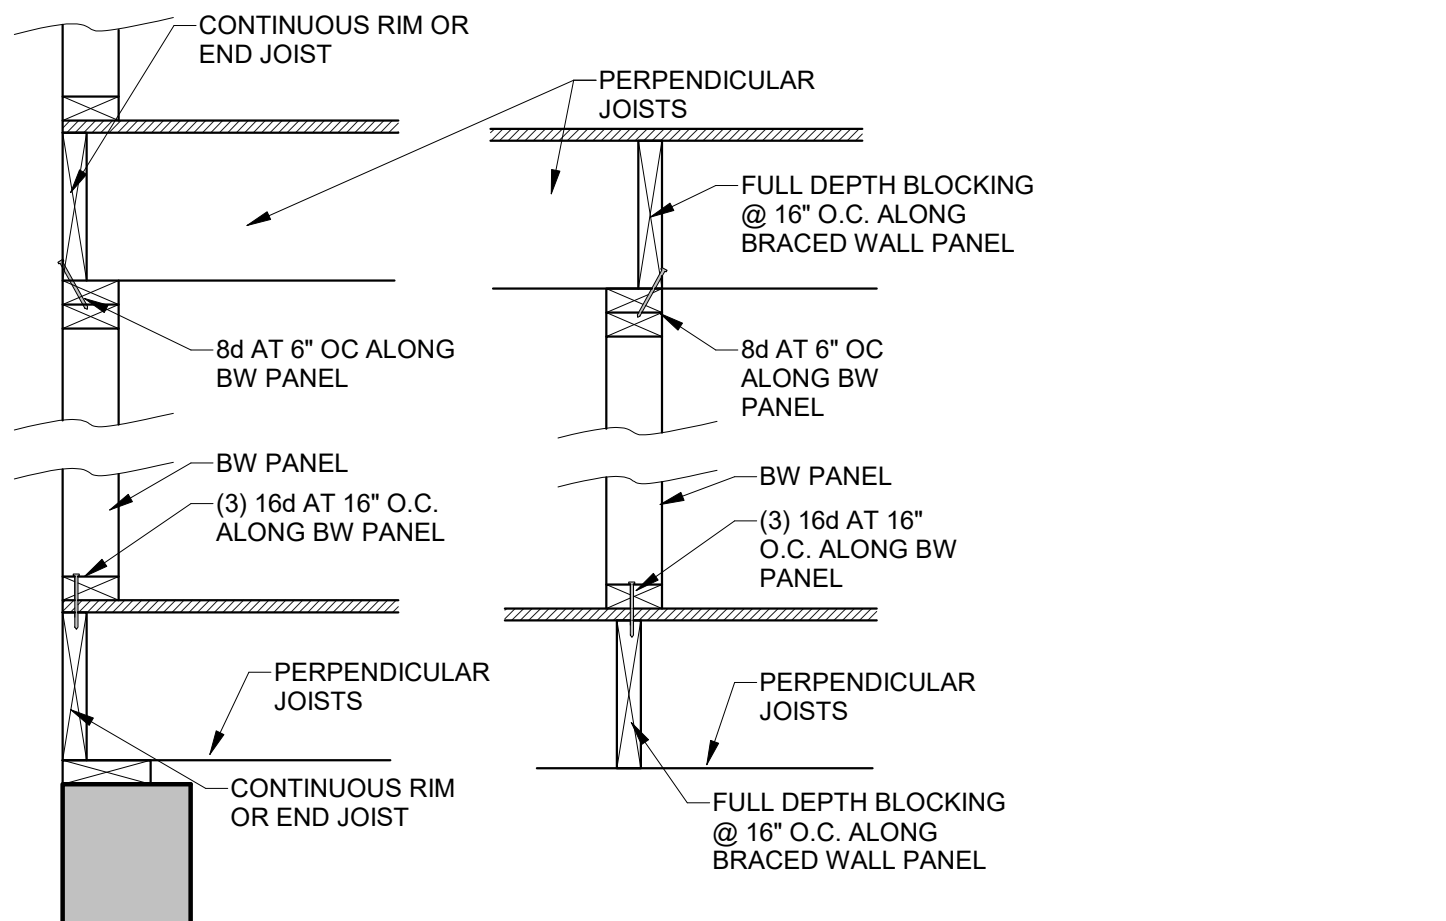 CONTINUOUS RIM OR
END JOIST
PERPENDICULAR
JOISTS
FULL DEPTH BLOCKING
@ 16" O.C. ALONG
BRACED WALL PANEL
8d AT 6" OC ALONG
BW PANEL
8d AT 6" OC
ALONG BW
PANEL
BW PANEL
(3) 16d AT 16" O.C.
ALONG BW PANEL
BW PANEL
(3) 16d AT 16"
O.C. ALONG BW
PANEL
PERPENDICULAR
JOISTS
PERPENDICULAR
JOISTS
CONTINUOUS RIM
OR END JOIST
FULL DEPTH BLOCKING
@ 16" O.C. ALONG
BRACED WALL PANEL